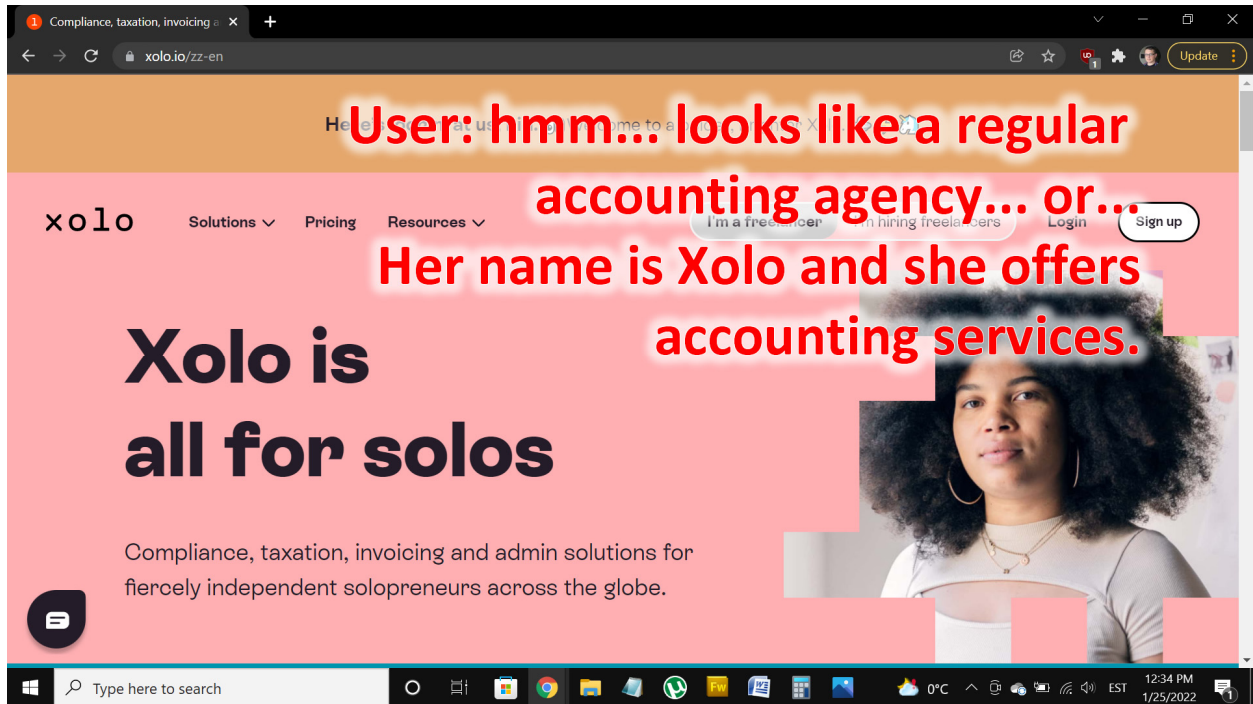 Compliance, taxation, invoicing a
xolo.io/zz-en
Update
User: hmm... looks like a regular
accounting agency... or...
Her name is Xolo and she offers
accounting services.
xolo
Solutions
Pricing
Resources
I'm a freelancer
I'm hiring freelancers
Login
Sign up
Xolo is
all for solos
Compliance, taxation, invoicing and admin solutions for
fiercely independent solopreneurs across the globe.
Type here to search
Fw
0°C
EST
12:34 PM
1/25/2022
1